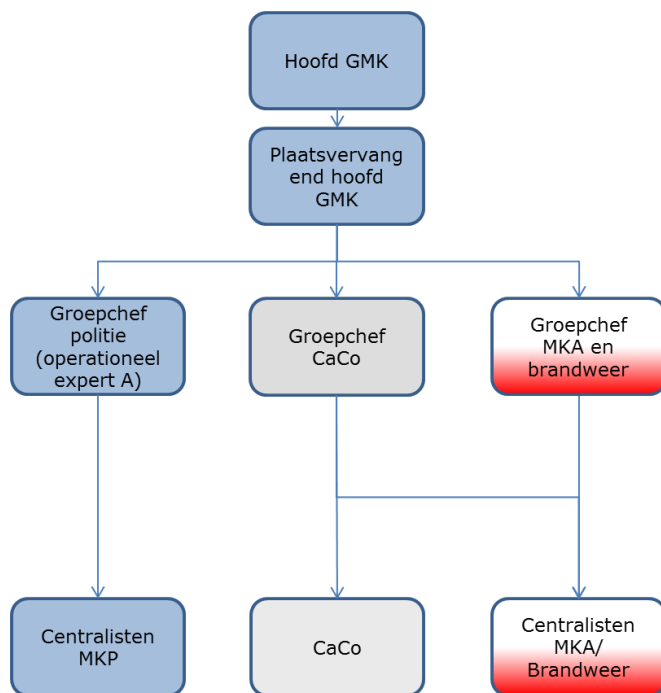 Hoofd GMK
Plaatsvervang
end hoofd
GMK
Groepchef
politie
(operationeel
expert A)
Groepchef
CaCo
Groepchef
MKA en
brandweer
Centralisten
MKP
CaCo
Centralisten
MKA/
Brandweer